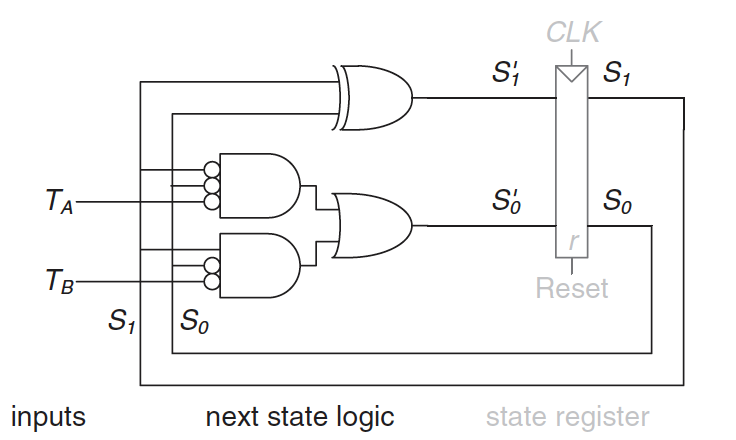 CLK
S'1 S1
TA
S'0 S0
r
TB
Reset
S1 S0
inputs next state logic state register